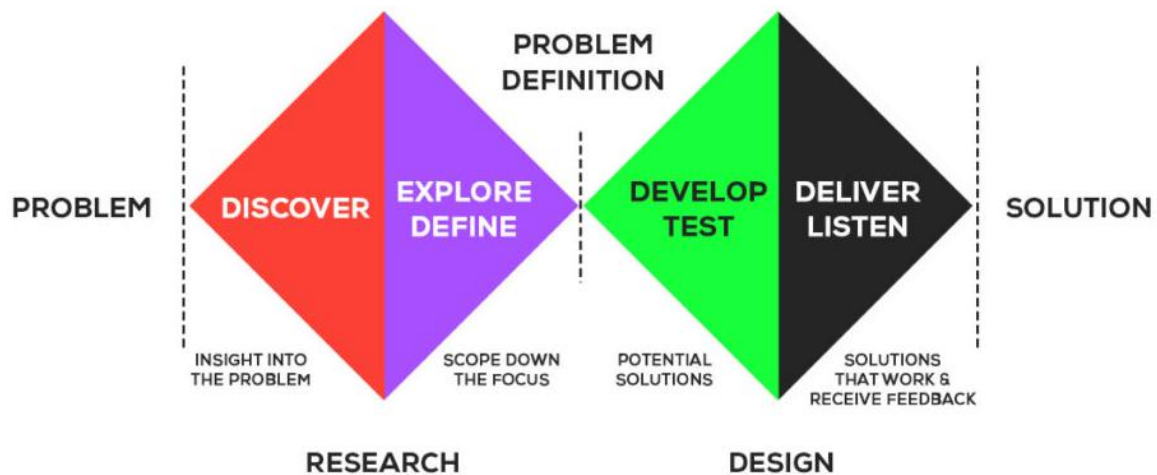 PROBLEM
DEFINITION
PROBLEM
DISCOVER
EXPLORE
DEFINE
DEVELOP
TEST
DELIVER
LISTEN
SOLUTION
INSIGHT INTO
THE PROBLEM
SCOPE DOWN
THE FOCUS
POTENTIAL
SOLUTIONS
SOLUTIONS
THAT WORK &
RECEIVE FEEDBACK
RESEARCH
DESIGN